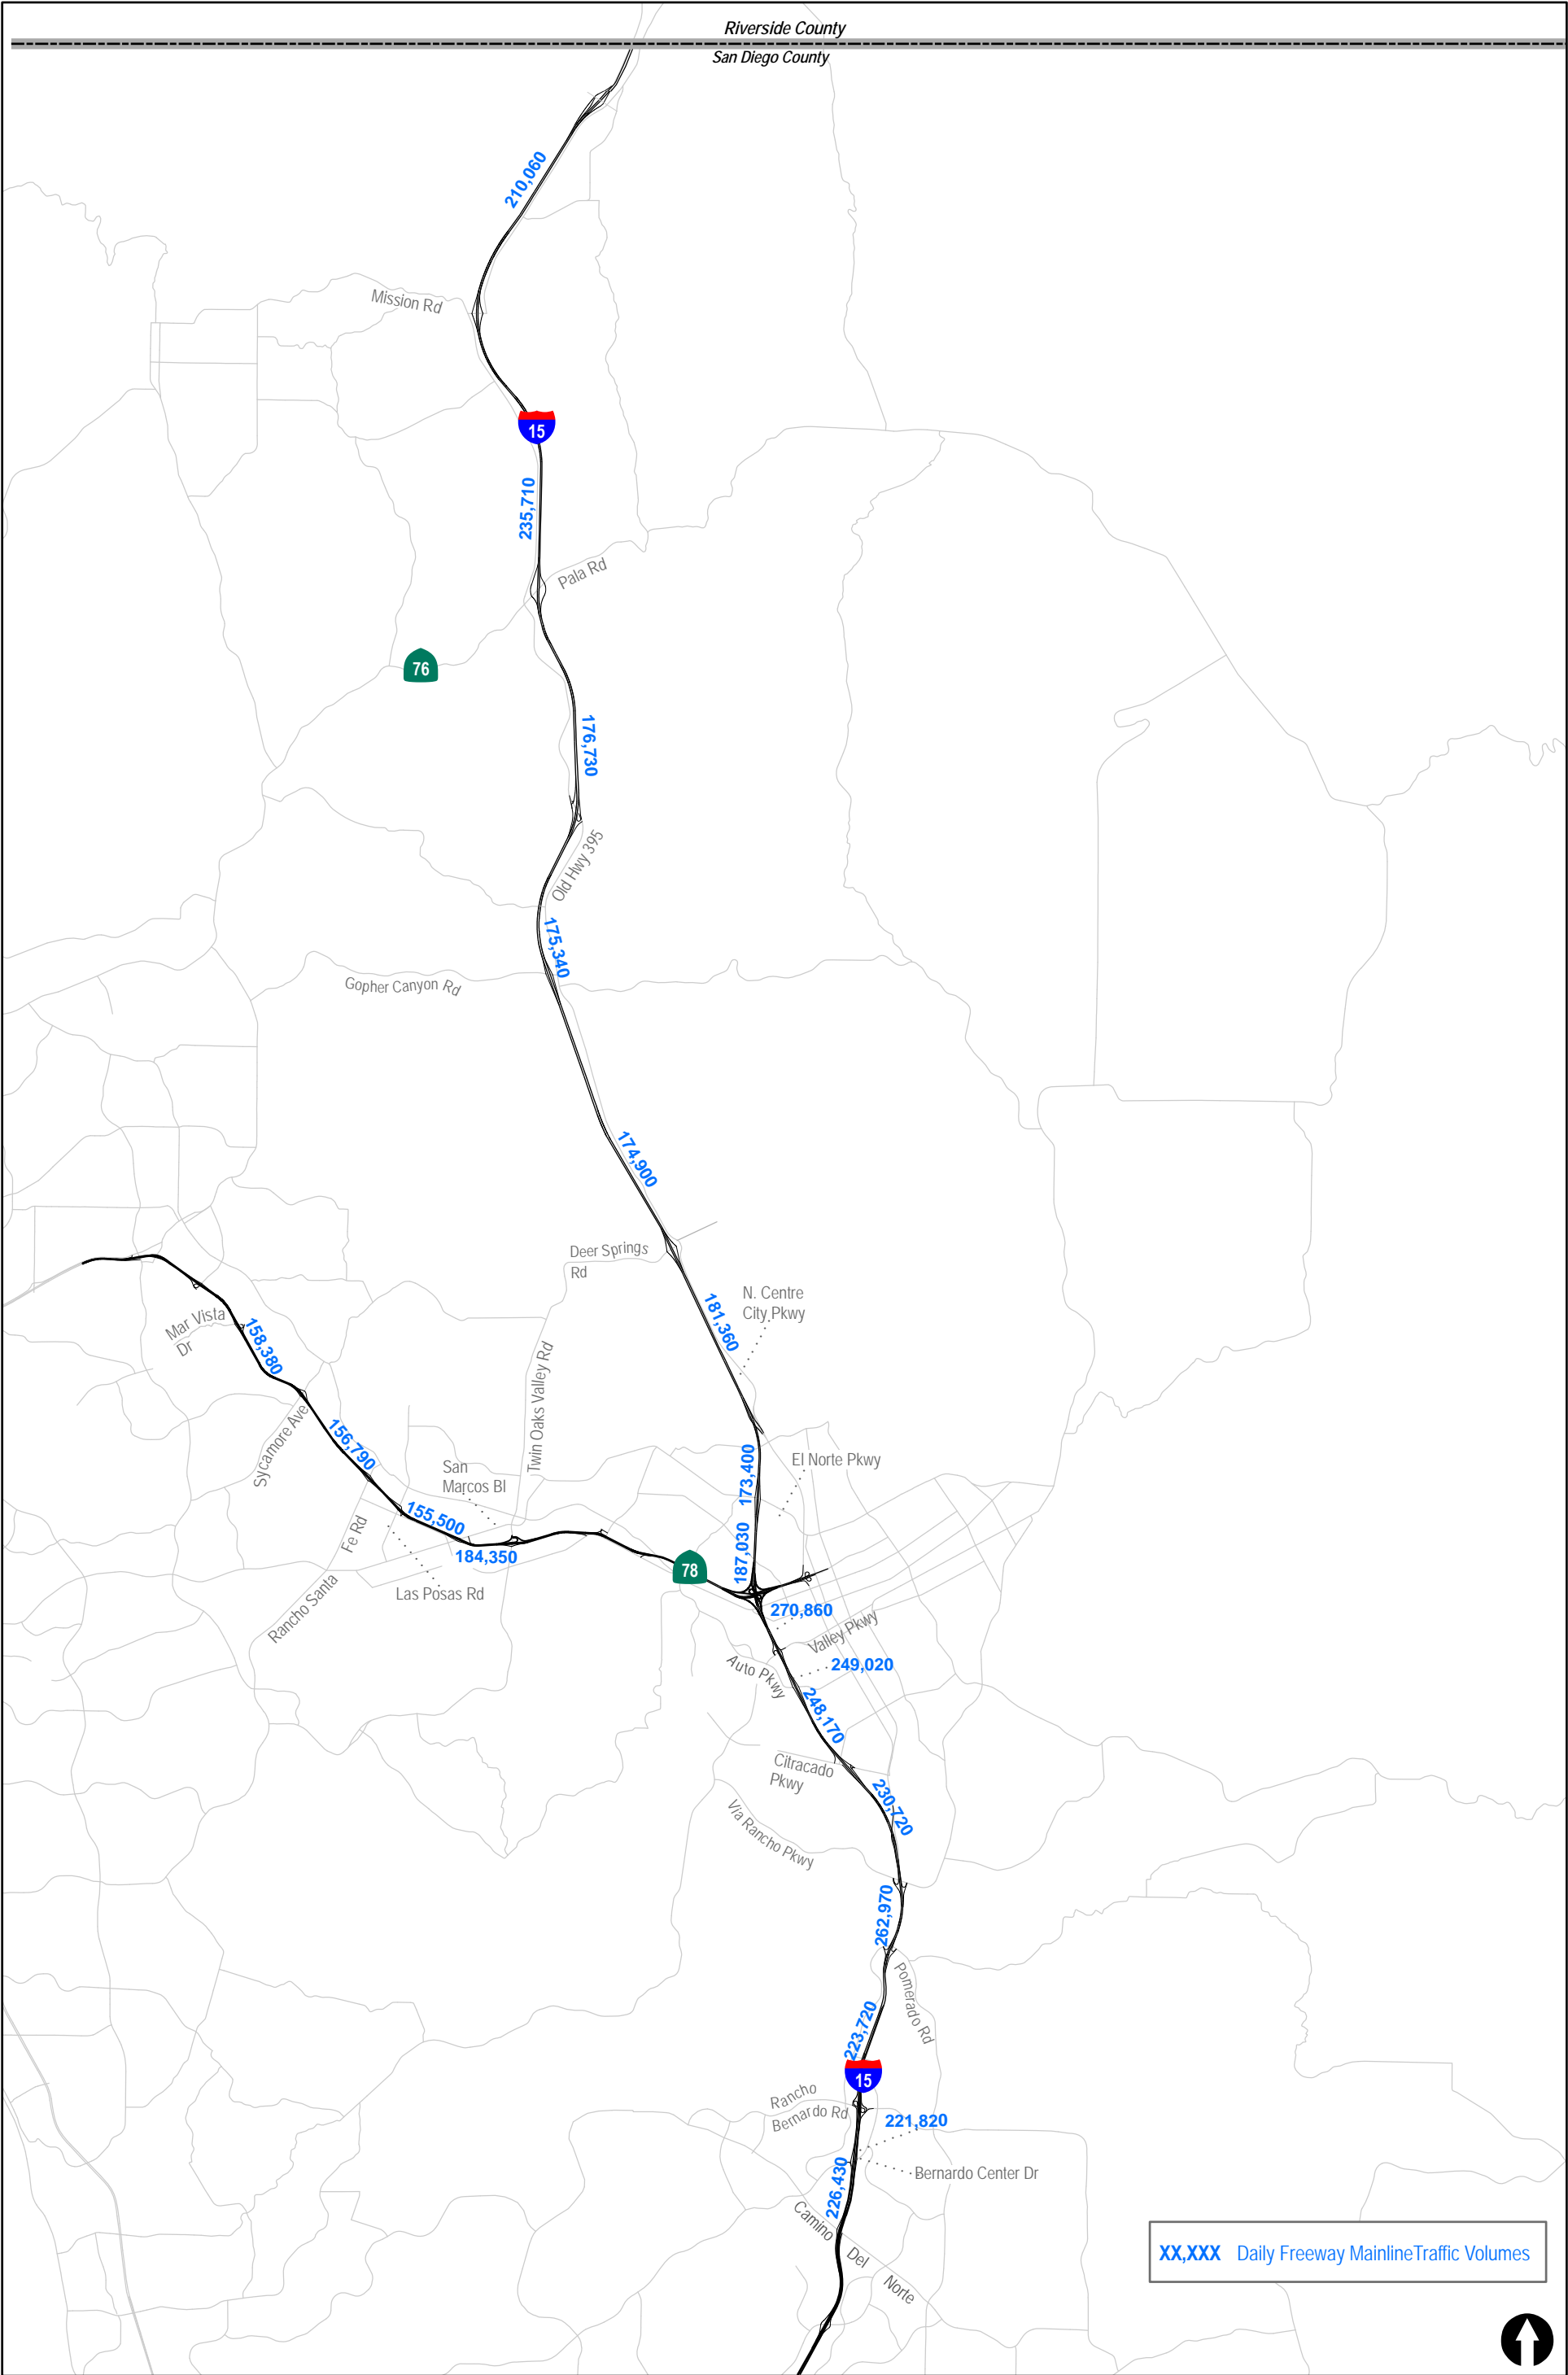 Riverside County
San Diego County
210,060
Mission Rd
15
235,710
Pala Rd
76
176,730
Old Hwy 395
175,340
Gopher Canyon Rd
174,900
Deer Springs
Rd
N. Centre
City Pkwy
181,360
Mar Vista
Dr
158,380
Twin Oaks Valley Rd
Sycamore Ave
156,790
San
Marcos Bl
173,400
El Norte Pkwy
155,500
Fe Rd
184,350
187,030
78
Las Posas Rd
Rancho Santa
270,860
Valley Pkwy
249,020
Auto Pkwy
248,170
Citracado
Pkwy
230,720
Via Rancho Pkwy
262,970
Pomerado Rd
223,720
15
Rancho
Bernardo Rd
221,820
Bernardo Center Dr
226,430
Camino
Del
Norte
XX,XXX Daily Freeway MainlineTraffic Volumes